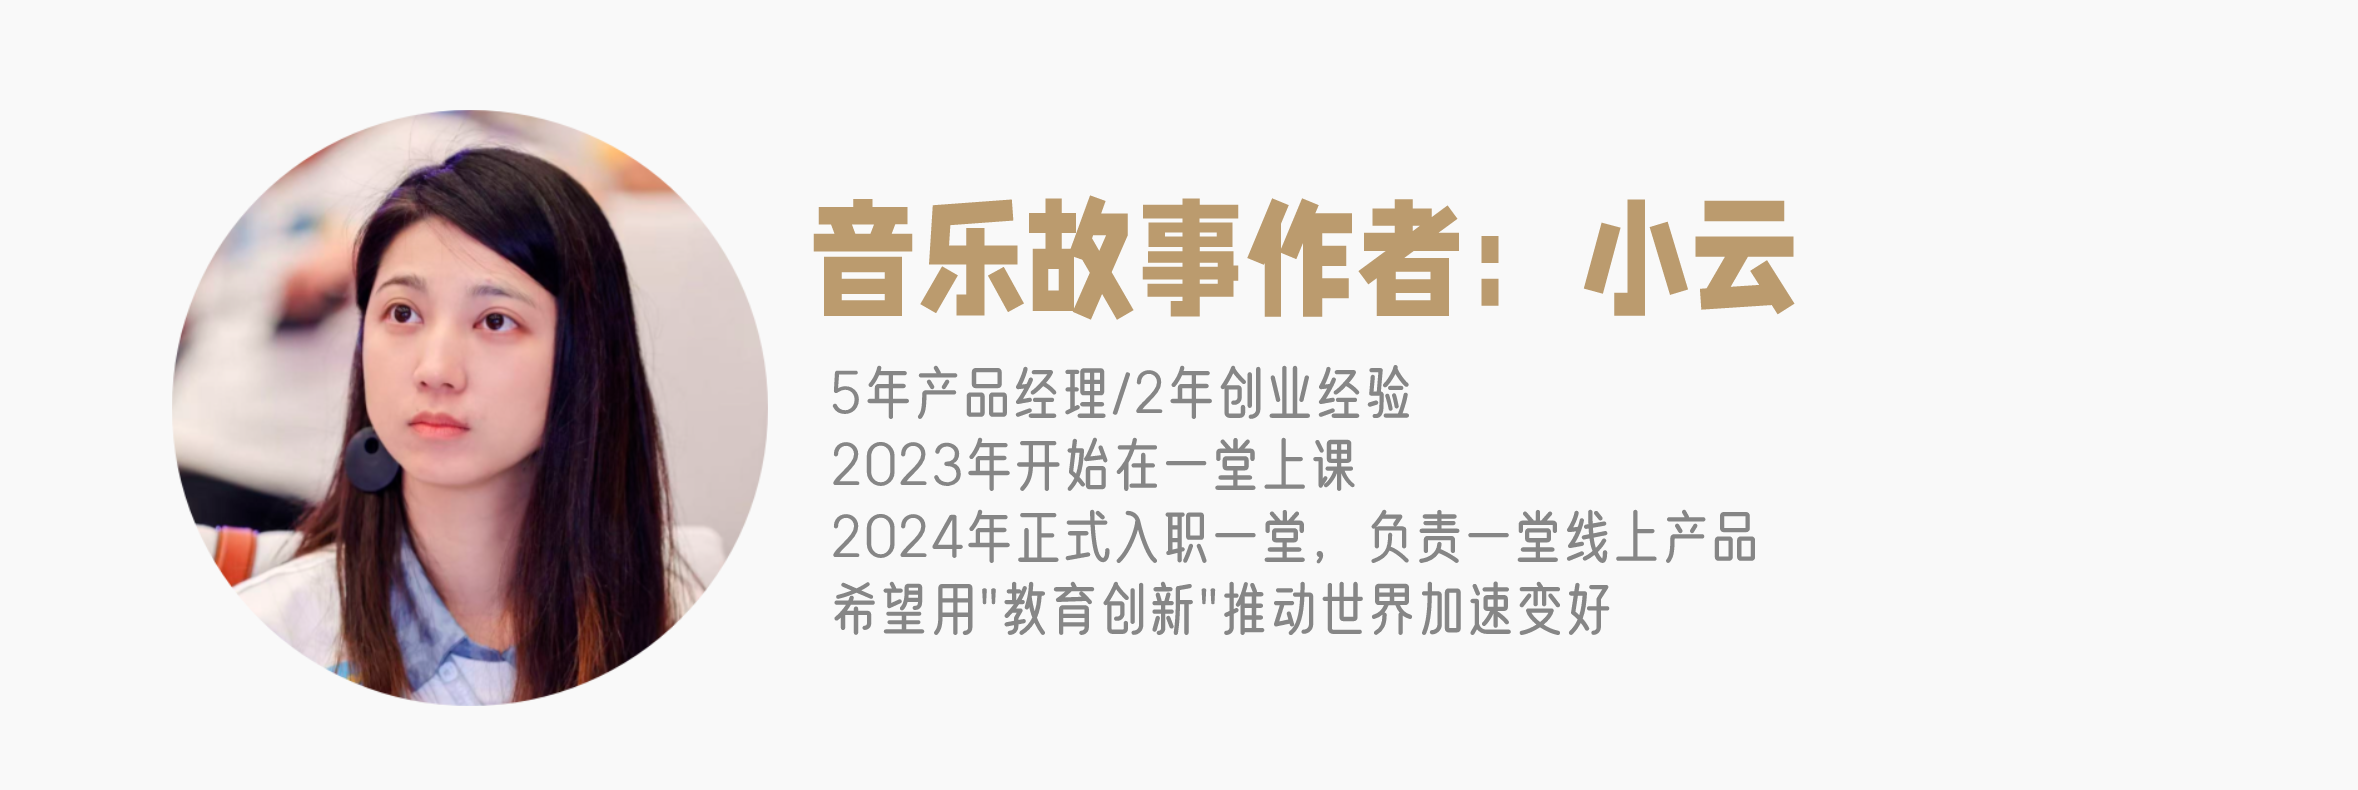 音乐故事作者：小云
5年产品经理/2年创业经验
2023年开始在一堂上课
2024年正式入职一堂，负责一堂线上产品
希望用"教育创新"推动世界加速变好